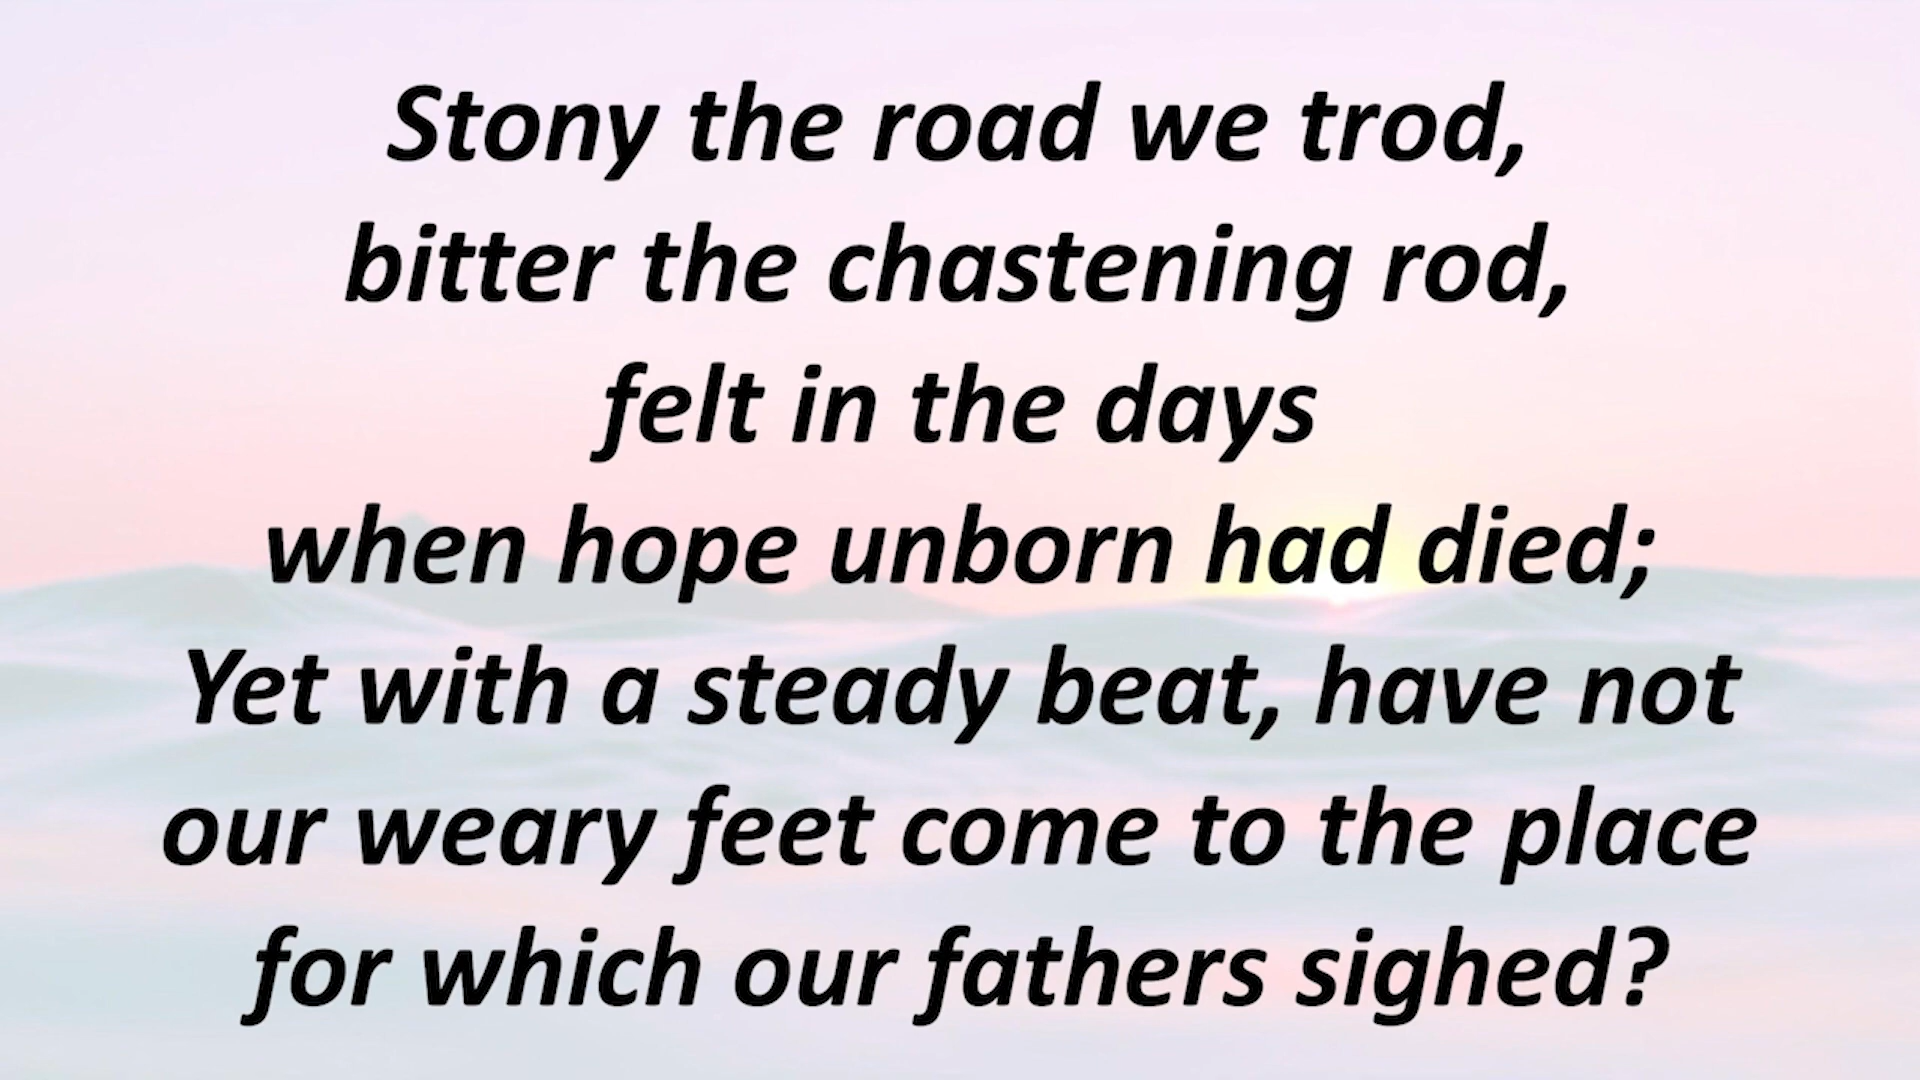 Stony the road we trod,
bitter the chastening rod,
felt in the days
when hope unborn had died;
Yet with a steady beat, have not
our weary feet come to the place
for which our fathers sighed?